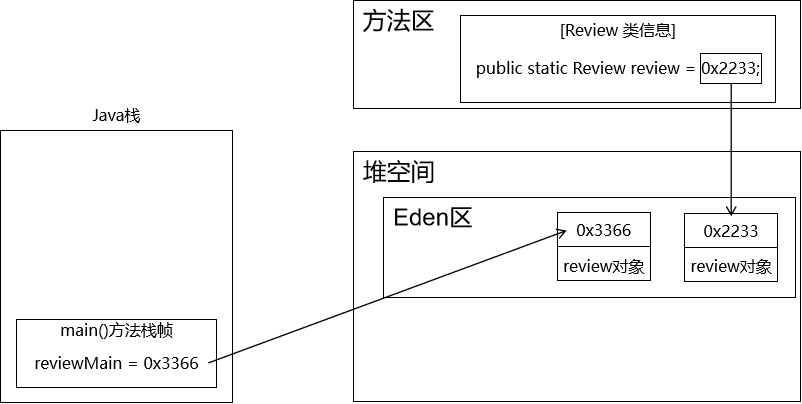 方法区
[Review 类信息]
public static Review review = 0x2233;
Java栈
堆空间
Eden区
0x3366
review对象
0x2233
review对象
main()方法栈帧
reviewMain = 0x3366